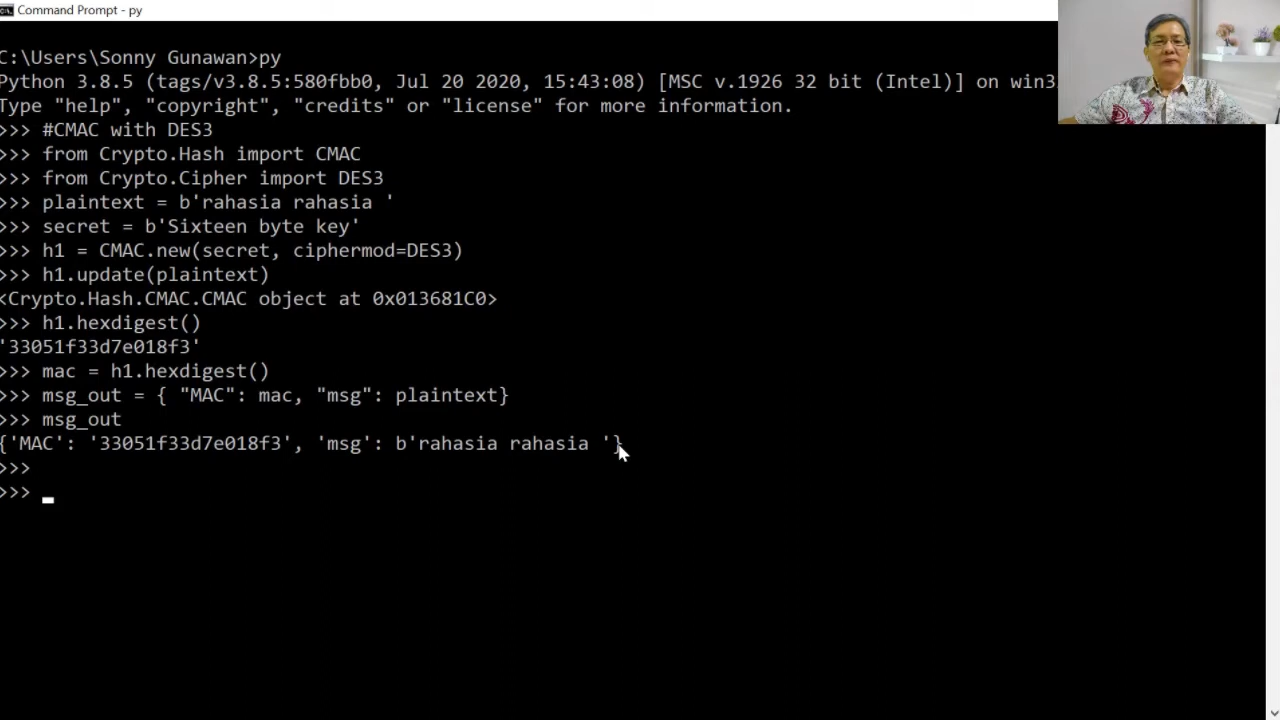 Command Prompt - py
C:\Users\Sonny Gunawan>py
Python 3.8.5 (tags/v3.8.5:580fbb0, Jul 20 2020, 15:43:08) [MSC v.1926 32 bit (Intel)] on win3
Type "help", "copyright", "credits" or "license" for more information.
>>> #CMAC with DES3
>>> from Crypto.Hash import CMAC
>>> from Crypto.Cipher import DES3
>>> plaintext = b'rahasia rahasia '
>>> secret = b'Sixteen byte key'
>>> h1 = CMAC.new(secret, ciphermod=DES3)
>>> h1.update(plaintext)
<Crypto.Hash.CMAC.CMAC object at 0x013681C0>
>>> h1.hexdigest()
'33051f33d7e018f3'
>>> mac = h1.hexdigest()
>>> msg_out = { "MAC": mac, "msg": plaintext}
>>> msg_out
{'MAC': '33051f33d7e018f3', 'msg': b'rahasia rahasia '}
>>>
>>>